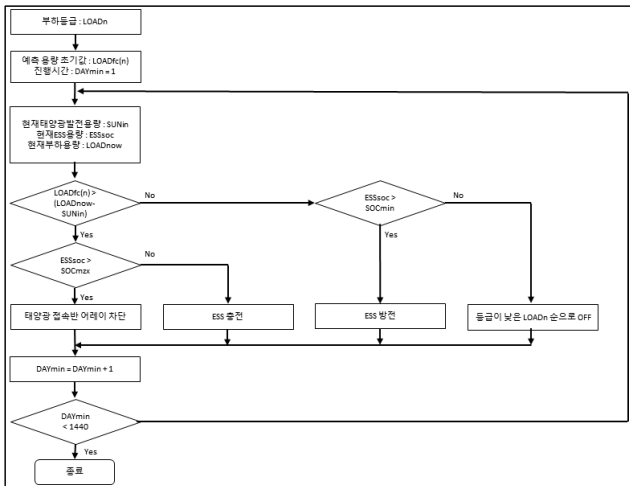 부하등급 : LOADn
예측 용량 초기값 : LOADfc(n)
진행시간 : DAYmin = 1
현재태양광발전용량 : SUNin
현재ESS용량 : ESSsoc
현재부하용량 : LOADnow
LOADfc(n) >
(LOADnow-
SUNin)
No
ESSsoc >
SOCmin
No
Yes
Yes
ESSsoc >
SOCmzx
No
Yes
태양광 접속반 어레이 차단
ESS 충전
ESS 방전
등급이 낮은 LOADn 순으로 OFF
DAYmin = DAYmin + 1
DAYmin
< 1440
Yes
종료